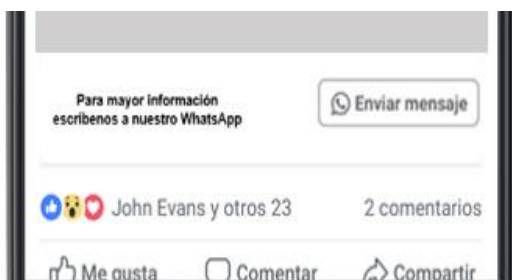 Para mayor información
escribenos a nuestro WhatsApp
Enviar mensaje
John Evans y otros 23
2 comentarios
Me gusta
Comentar
Compartir